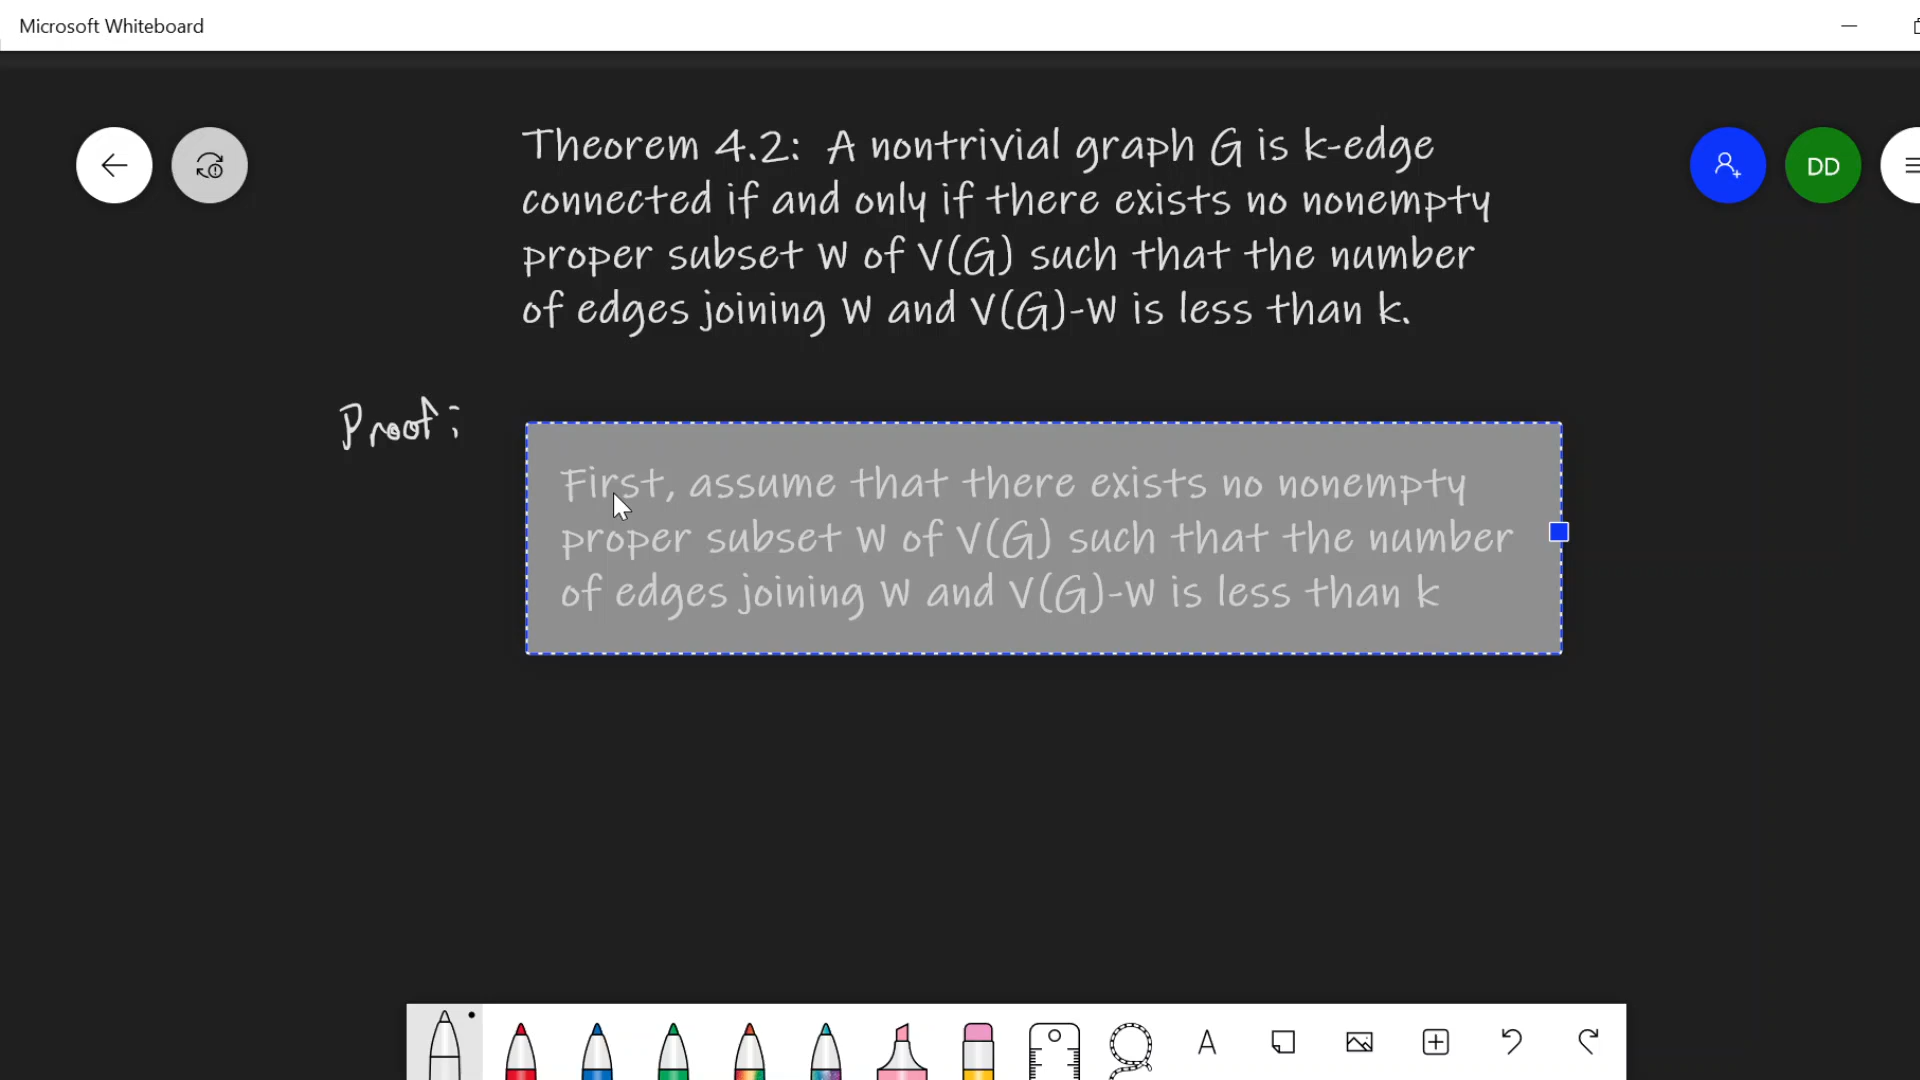 Microsoft Whiteboard
Theorem 4.2: A nontrivial graph G is k-edge
connected if and only if there exists no nonempty
proper subset W of V(G) such that the number
of edges joining W and V(G)-W is less than k.
DD
Proof:
First, assume that there exists no nonempty
proper subset W of V(G) such that the number
of edges joining W and V(G)-W is less than k